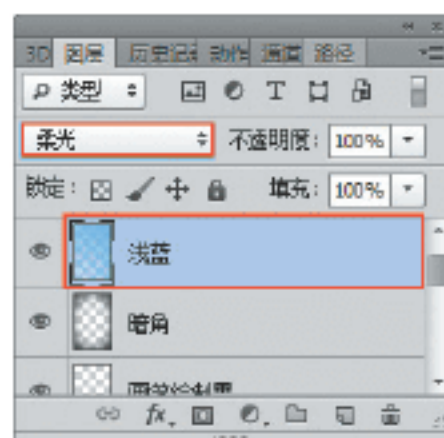 3D 图层 历史记录 动作 通道 路径
类型 T
柔光 不透明度: 100%
锁定: 填充: 100%
浅蓝
暗角
fx.